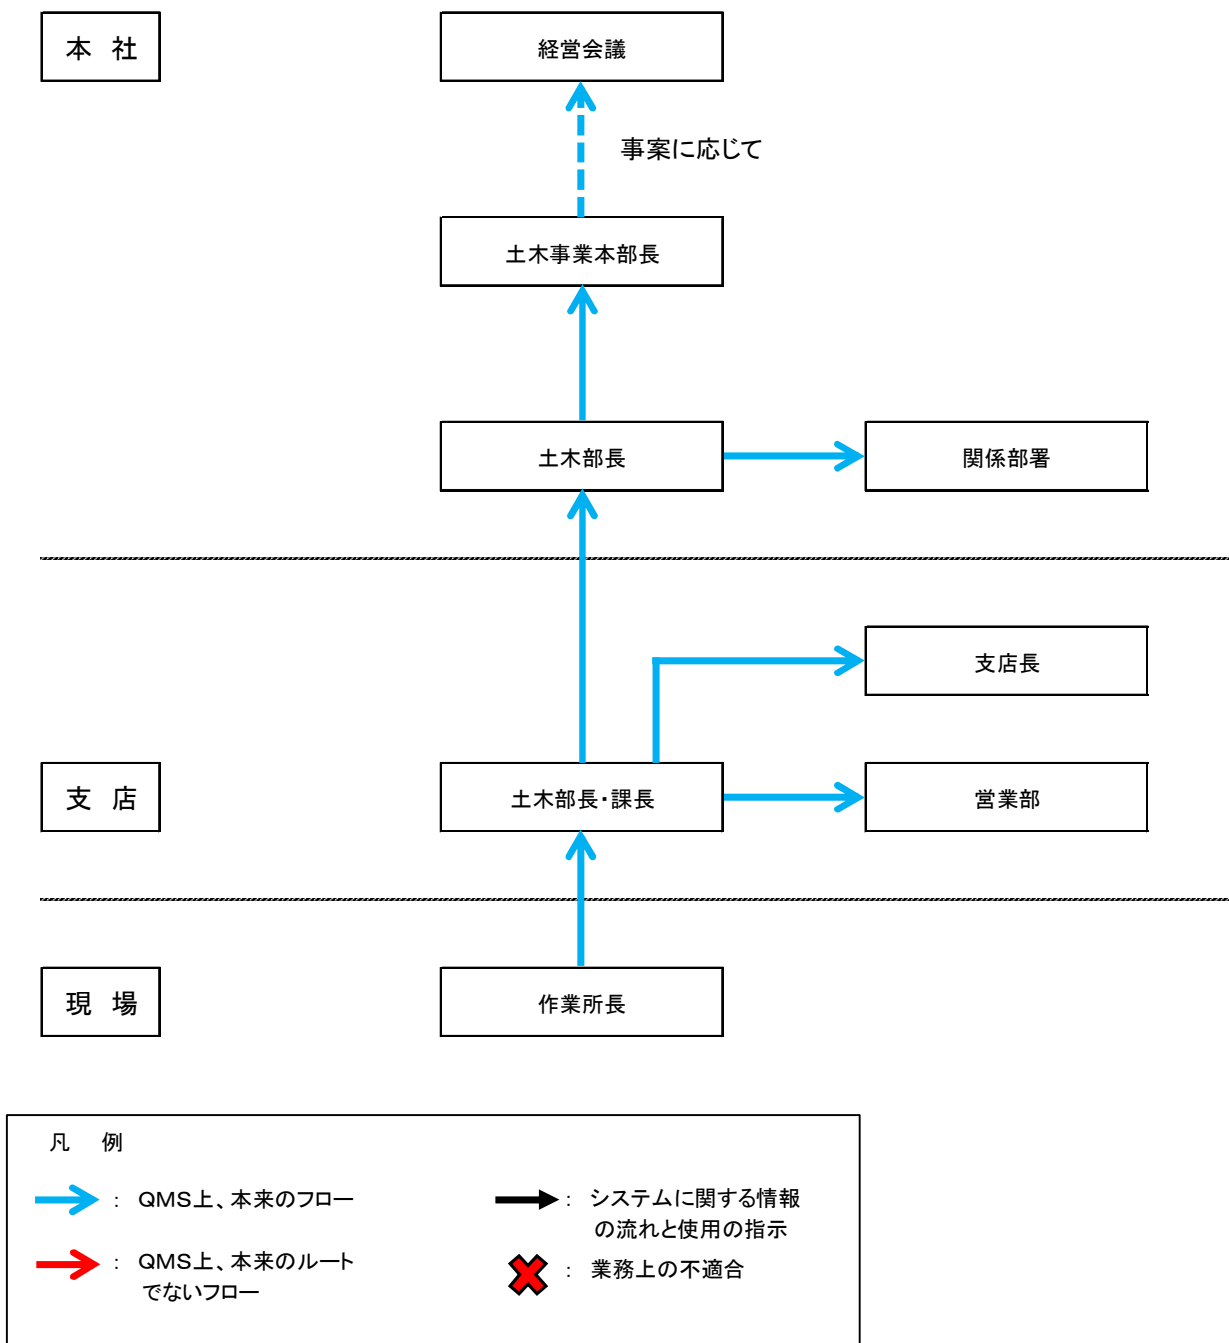 本 社
経営会議
事案に応じて
土木事業本部長
土木部長
関係部署
支店長
支 店
土木部長・課長
営業部
現 場
作業所長
凡 例
： QMS上、本来のフロー
： システムに関する情報
の流れと使用の指示
： QMS上、本来のルート
でないフロー
： 業務上の不適合